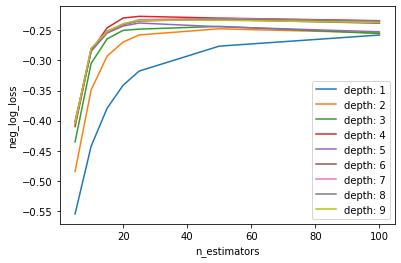 −0.25
−0.30
−0.35
−0.40
−0.45
−0.50
−0.55
neg_log_loss
20
40
60
80
100
n_estimators
depth: 1
depth: 2
depth: 3
depth: 4
depth: 5
depth: 6
depth: 7
depth: 8
depth: 9